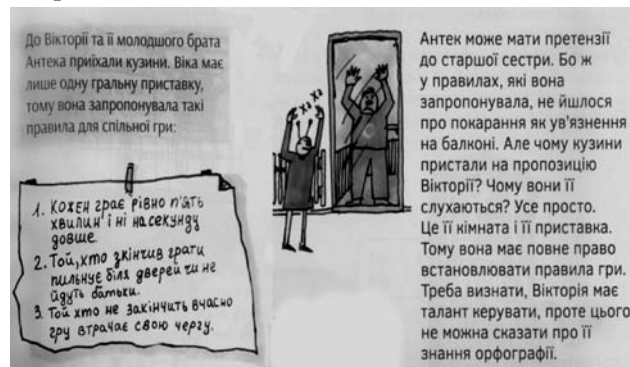 До Вікторії та її молодшого брата
Антека приїхали кузини. Віка має
лише одну гральну приставку,
тому вона запропонувала такі
правила для спільної гри:
1. Кожен грає рівно п'ять
хвилин і ні на секунду
довше.
2. Той, хто зкінчив грати
пильнує біля дверей чи не
йдуть батьки.
3. Той хто не закінчить вчасно
гру втрачає свою чергу.
Ха Ха
Антек може мати претензії
до старшої сестри. Бо ж
у правилах, які вона
запропонувала, не йшлося
про покарання як ув'язнення
на балконі. Але чому кузини
пристали на пропозицію
Вікторії? Чому вони її
слухаються? Усе просто.
Це її кімната і її приставка.
Тому вона має повне право
встановлювати правила гри.
Треба визнати, Вікторія має
талант керувати, проте цього
не можна сказати про її
знання орфографії.